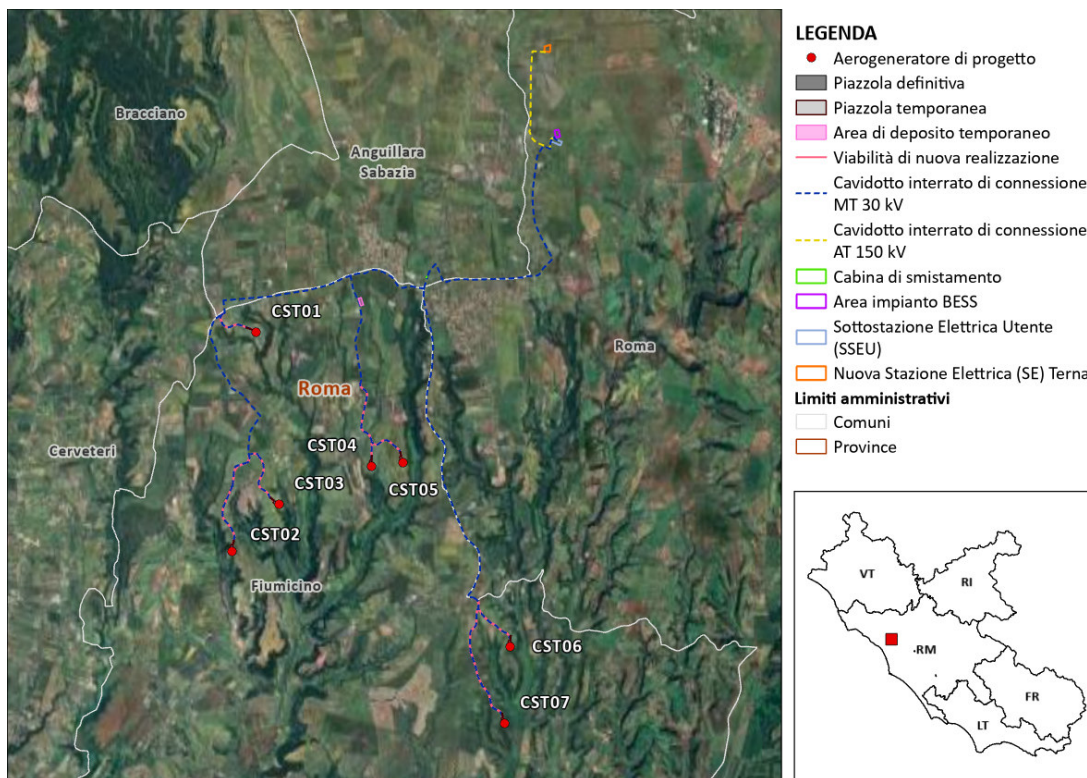 Bracciano
Anguillara
Sabazia
CST01
Roma
Roma
Cerveteri
CST04
CST05
CST03
CST02
Fiumicino
CST06
CST07
LEGENDA
Aerogeneratore di progetto
Piazzola definitiva
Piazzola temporanea
Area di deposito temporaneo
Viabilità di nuova realizzazione
Cavidotto interrato di connessione
MT 30 kV
Cavidotto interrato di connessione
AT 150 kV
Cabina di smistamento
Area impianto BESS
Sottostazione Elettrica Utente
(SSEU)
Nuova Stazione Elettrica (SE) Terna
Limiti amministrativi
Comuni
Province
VT
RI
RM
FR
LT